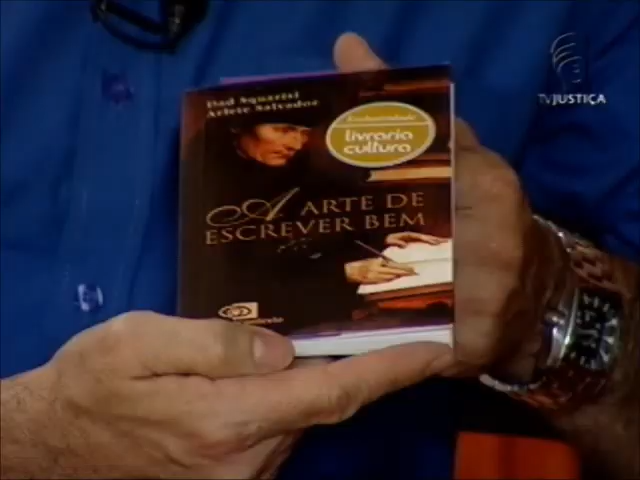 Dad Squarisi
Arlete Salvador
livraria
cultura
A ARTE DE
ESCREVER BEM
TVJUSTIÇA